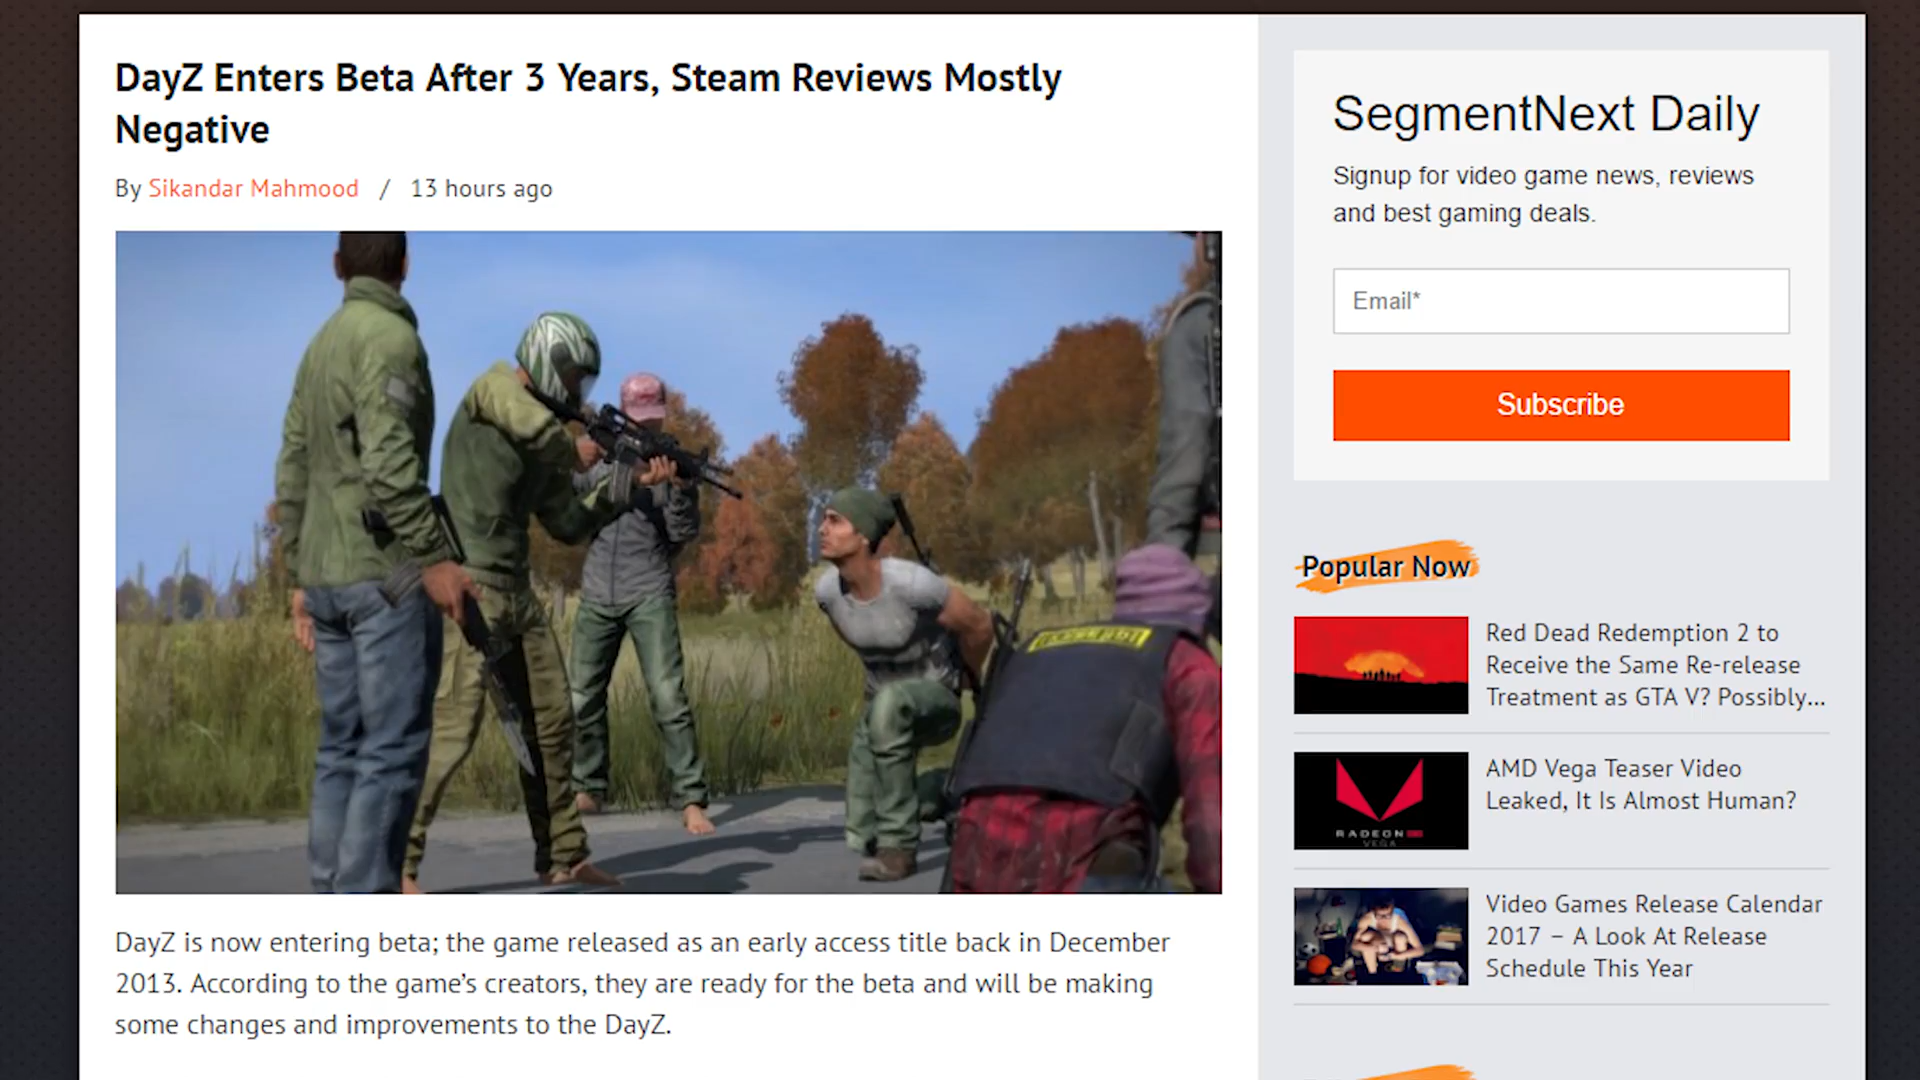 DayZ Enters Beta After 3 Years, Steam Reviews Mostly
Negative
By Sikandar Mahmood / 13 hours ago
DayZ is now entering beta; the game released as an early access title back in December
2013. According to the game's creators, they are ready for the beta and will be making
some changes and improvements to the DayZ.
SegmentNext Daily
Signup for video game news, reviews
and best gaming deals.
Email*
Subscribe
Popular Now
Red Dead Redemption 2 to
Receive the Same Re-release
Treatment as GTA V? Possibly...
RADEON
VEGA
AMD Vega Teaser Video
Leaked, It Is Almost Human?
Video Games Release Calendar
2017 – A Look At Release
Schedule This Year